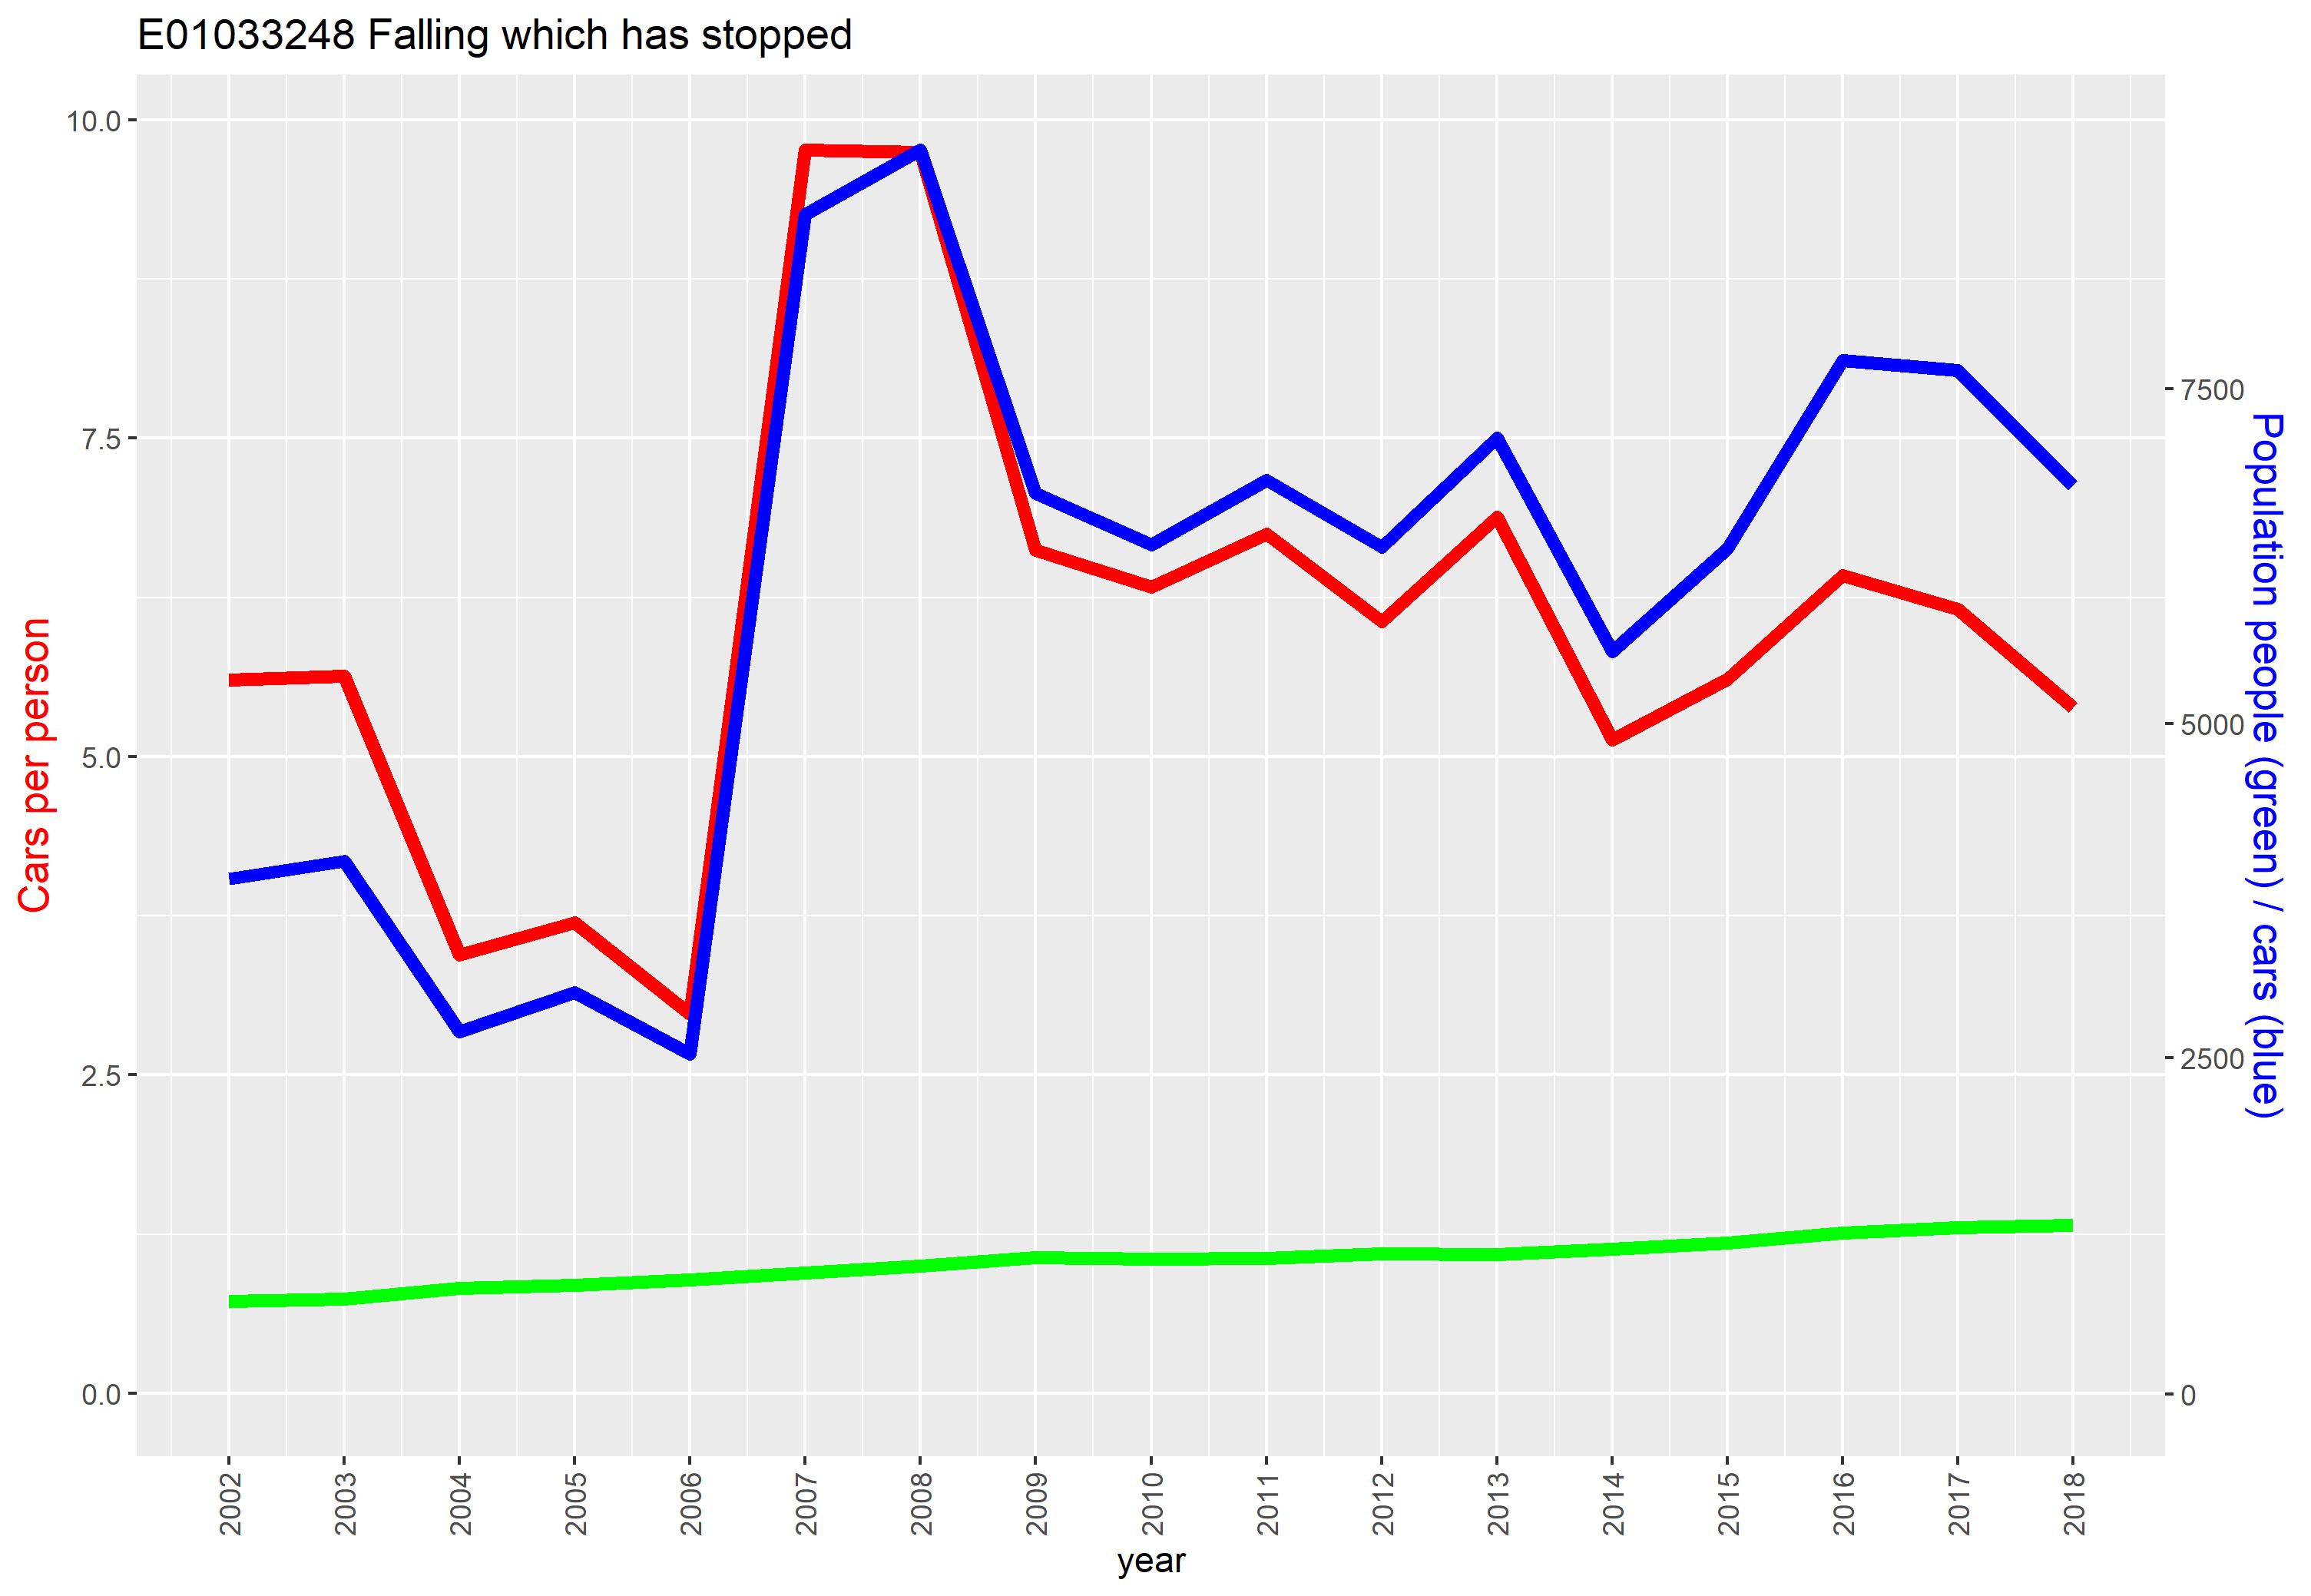 E01033248 Falling which has stopped
10.0
7.5
5.0
2.5
0.0
Cars per person
7500
5000
2500
0
Population people (green) / cars (blue)
2002 2003 2004 2005 2006 2007 2008 2009 2010 2011 2012 2013 2014 2015 2016 2017 2018
year